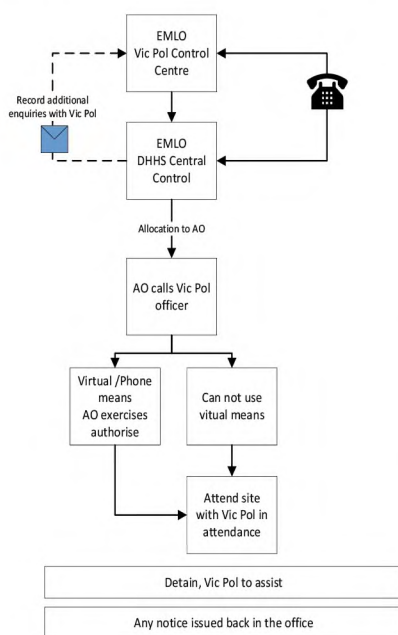 EMLO
Vic Pol Control
Centre
Record additional
enquiries with Vic Pol
EMLO
DHHS Central
Control
Allocation to AO
AO calls Vic Pol
officer
Virtual /Phone
means
AO exercises
authorise
Can not use
vitual means
Attend site
with Vic Pol in
attendance
Detain, Vic Pol to assist
Any notice issued back in the office